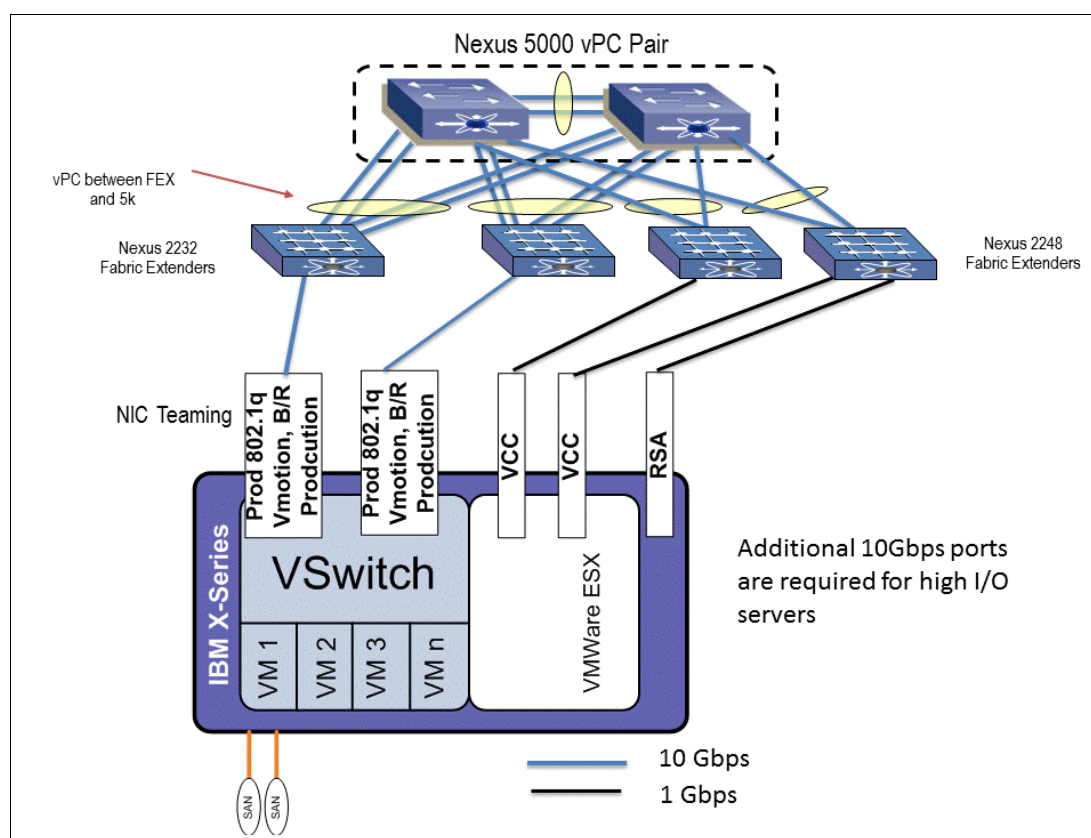 Nexus 5000 vPC Pair
vPC between FEX
and 5k
Nexus 2232
Fabric Extenders
Nexus 2248
Fabric Extenders
NIC Teaming
Prod 802.1q
Vmotion, B/R
Prodcution
Prod 802.1q
Vmotion, B/R
Prodcution
VCC
VCC
RSA
IBM X-Series
VSwitch
VM 1
VM 2
VM 3
VM n
VMWare ESX
Additional 10Gbps ports
are required for high I/O
servers
10 Gbps
1 Gbps
SAN
SAN